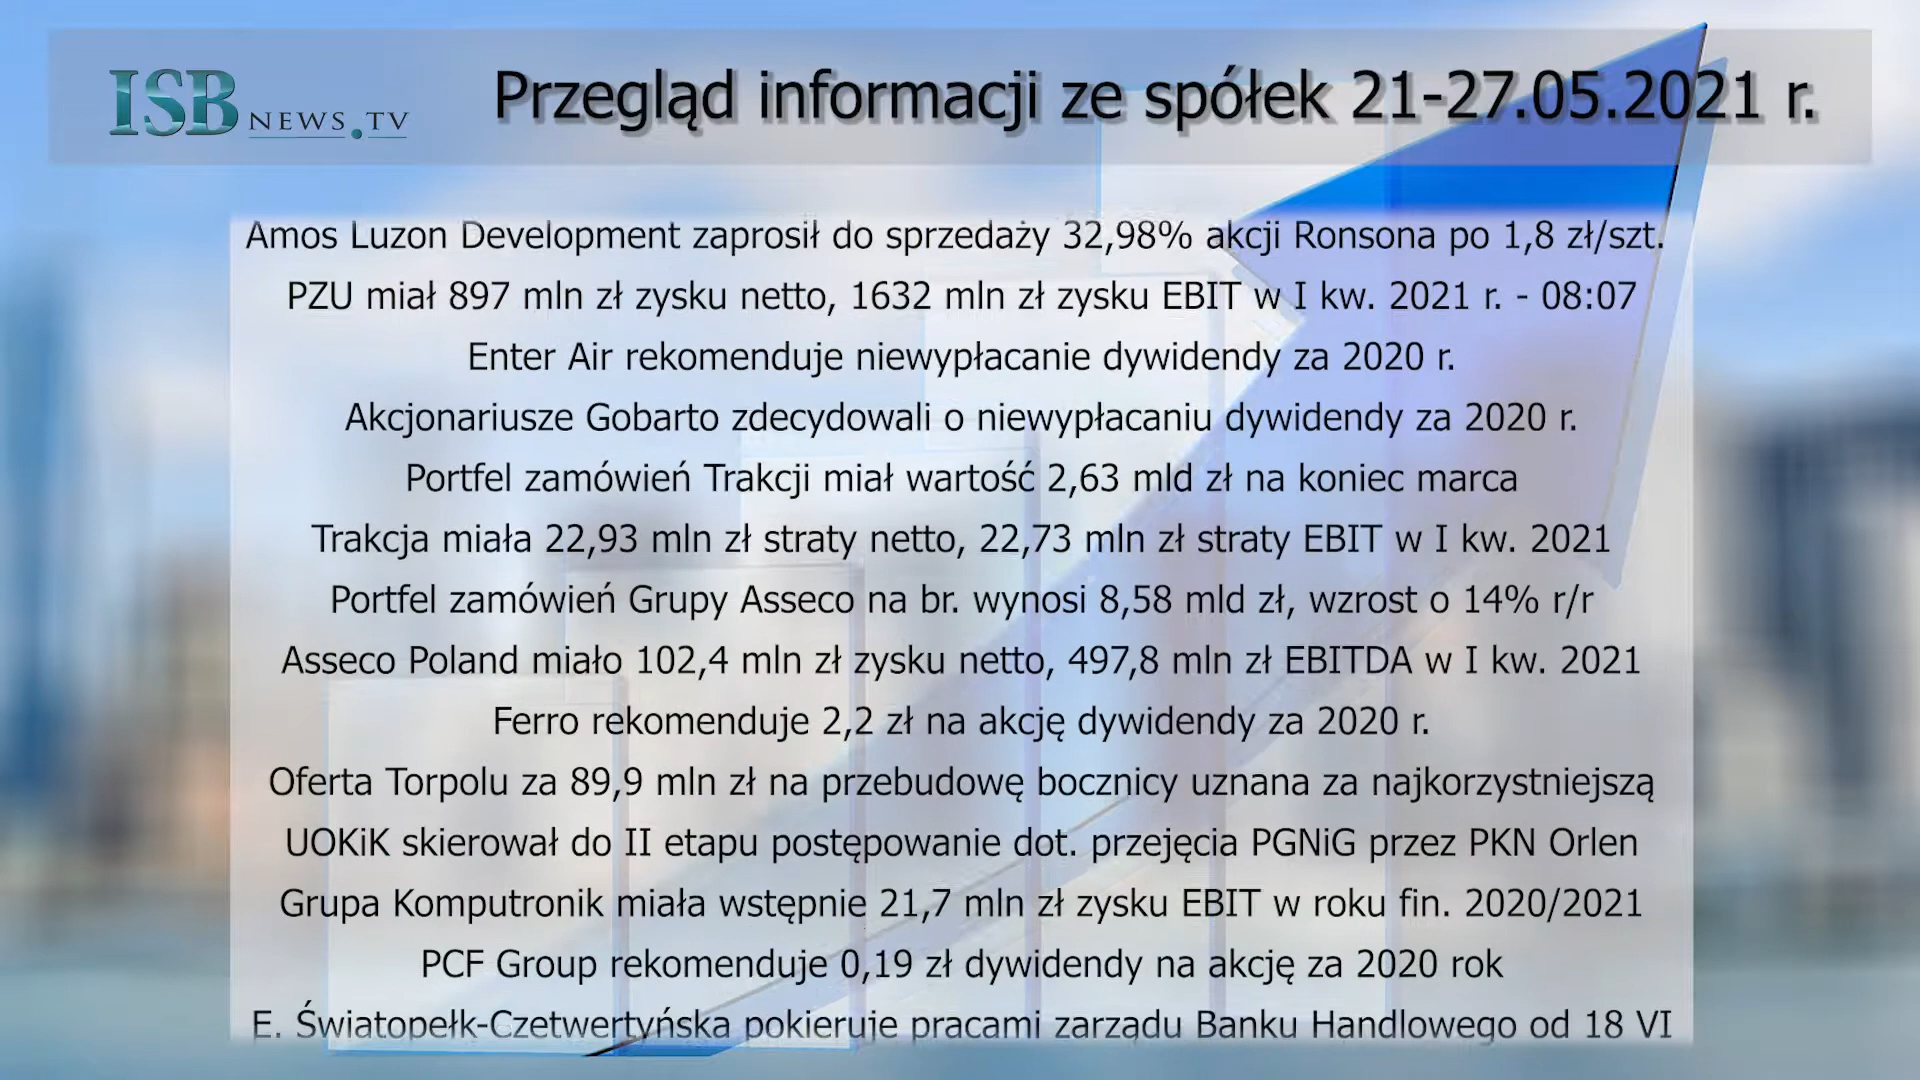 ISB NEWS.TV
Przegląd informacji ze spółek 21-27.05.2021 r.
Amos Luzon Development zaprosił do sprzedaży 32,98% akcji Ronsona po 1,8 zł/szt.
PZU miał 897 mln zł zysku netto, 1632 mln zł zysku EBIT w I kw. 2021 r. - 08:07
Enter Air rekomenduje niewypłacanie dywidendy za 2020 r.
Akcjonariusze Gobarto zdecydowali o niewypłacaniu dywidendy za 2020 r.
Portfel zamówień Trakcji miał wartość 2,63 mld zł na koniec marca
Trakcja miała 22,93 mln zł straty netto, 22,73 mln zł straty EBIT w I kw. 2021
Portfel zamówień Grupy Asseco na br. wynosi 8,58 mld zł, wzrost o 14% r/r
Asseco Poland miało 102,4 mln zł zysku netto, 497,8 mln zł EBITDA w I kw. 2021
Ferro rekomenduje 2,2 zł na akcję dywidendy za 2020 r.
Oferta Torpolu za 89,9 mln zł na przebudowę bocznicy uznana za najkorzystniejszą
UOKiK skierował do II etapu postępowanie dot. przejęcia PGNiG przez PKN Orlen
Grupa Komputronik miała wstępnie 21,7 mln zł zysku EBIT w roku fin. 2020/2021
PCF Group rekomenduje 0,19 zł dywidendy na akcję za 2020 rok
E. Światopełk-Czetwertyńska pokieruje pracami zarządu Banku Handlowego od 18 VI